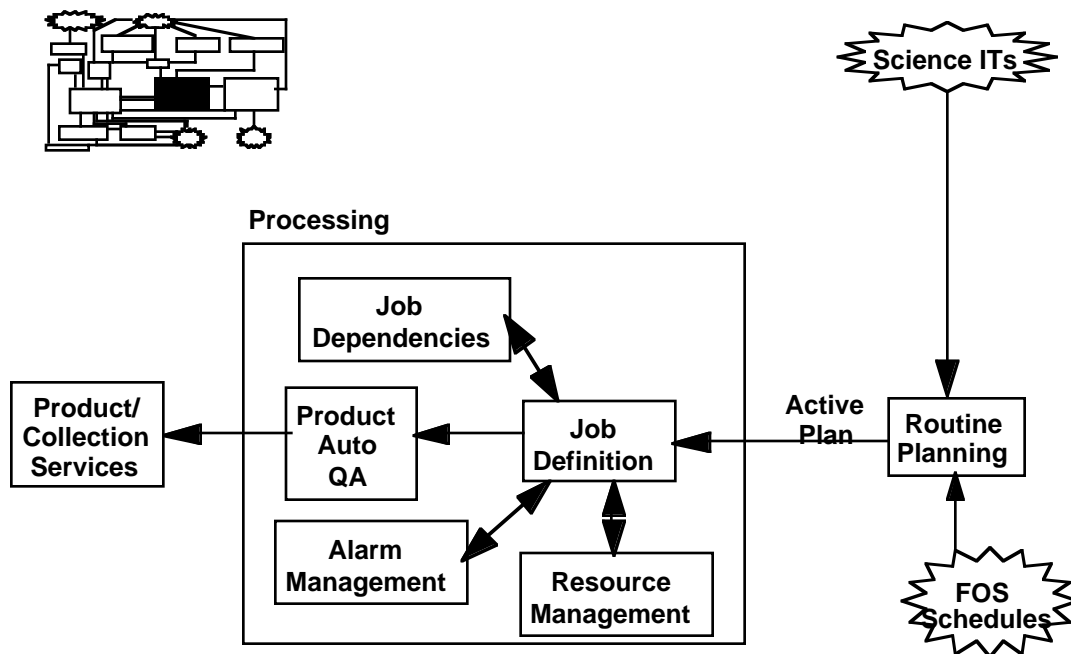 Science ITs
Processing
Job
Dependencies
Product/
Collection
Services
Product
Auto
QA
Job
Definition
Active
Plan
Routine
Planning
Alarm
Management
Resource
Management
FOS
Schedules